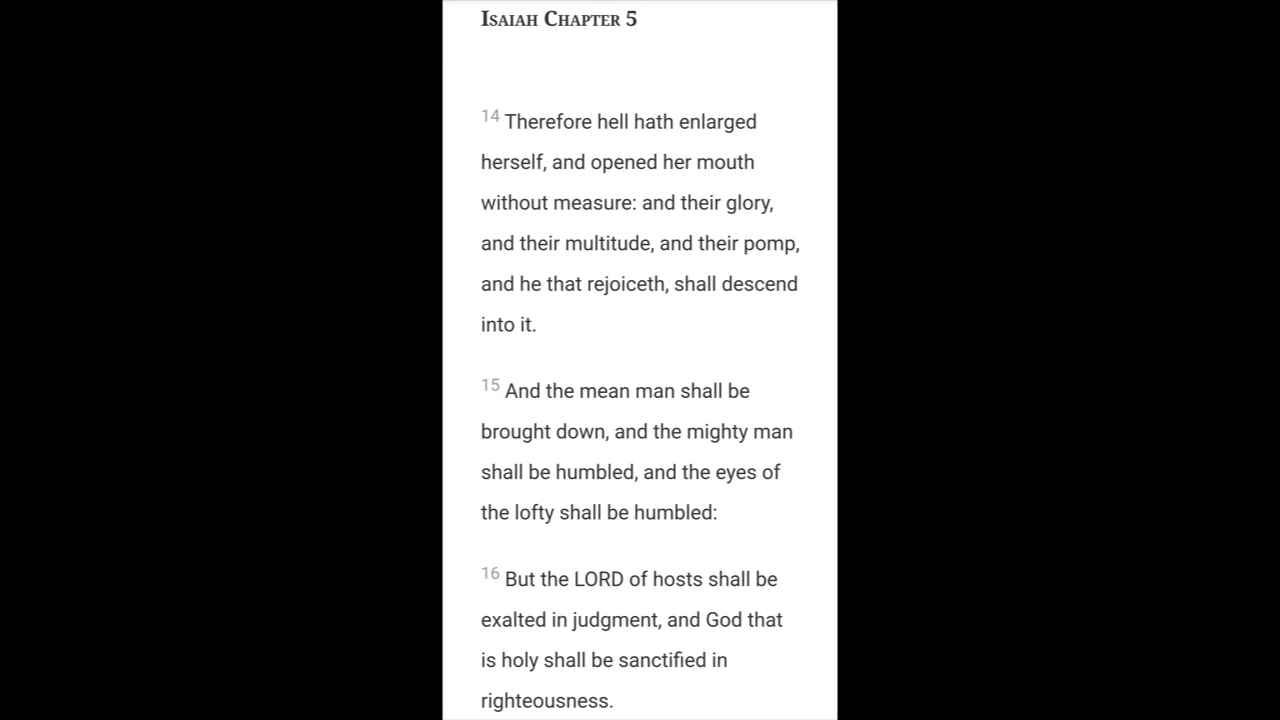 Isaiah Chapter 5
14 Therefore hell hath enlarged
herself, and opened her mouth
without measure: and their glory,
and their multitude, and their pomp,
and he that rejoiceth, shall descend
into it.
15 And the mean man shall be
brought down, and the mighty man
shall be humbled, and the eyes of
the lofty shall be humbled:
16 But the LORD of hosts shall be
exalted in judgment, and God that
is holy shall be sanctified in
righteousness.